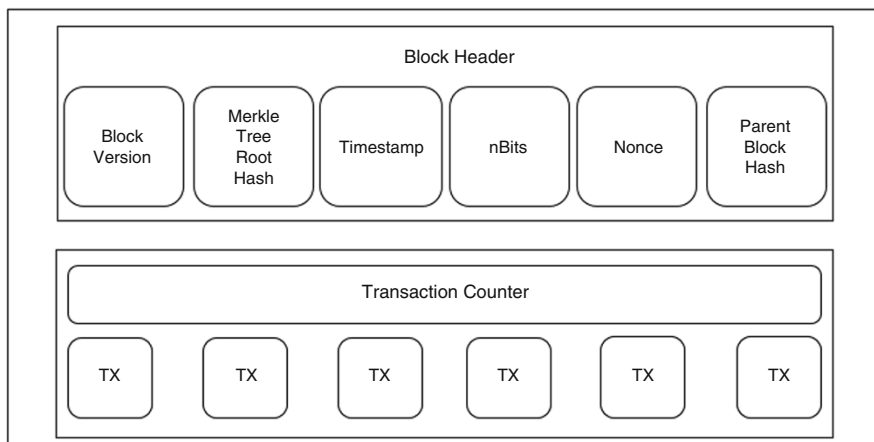 Block Header
Block
Version
Merkle
Tree
Root
Hash
Timestamp
nBits
Nonce
Parent
Block
Hash
Transaction Counter
TX
TX
TX
TX
TX
TX